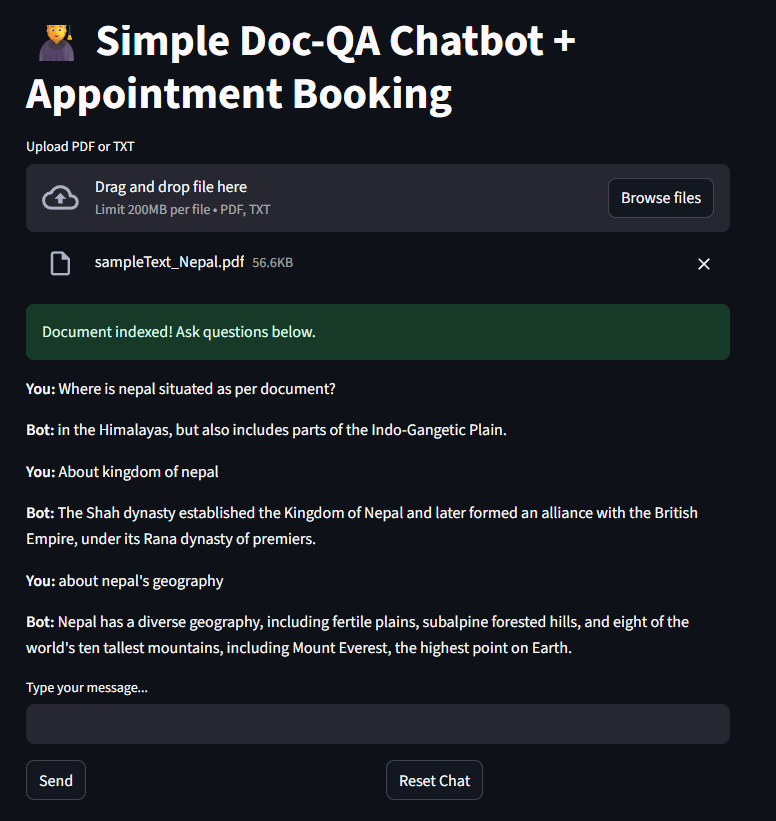 Simple Doc-QA Chatbot +
Appointment Booking
Upload PDF or TXT
Drag and drop file here
Limit 200MB per file • PDF, TXT
Browse files
sampleText_Nepal.pdf 56.6KB
Document indexed! Ask questions below.
You: Where is nepal situated as per document?
Bot: in the Himalayas, but also includes parts of the Indo-Gangetic Plain.
You: About kingdom of nepal
Bot: The Shah dynasty established the Kingdom of Nepal and later formed an alliance with the British
Empire, under its Rana dynasty of premiers.
You: about nepal's geography
Bot: Nepal has a diverse geography, including fertile plains, subalpine forested hills, and eight of the
world's ten tallest mountains, including Mount Everest, the highest point on Earth.
Type your message...
Send
Reset Chat